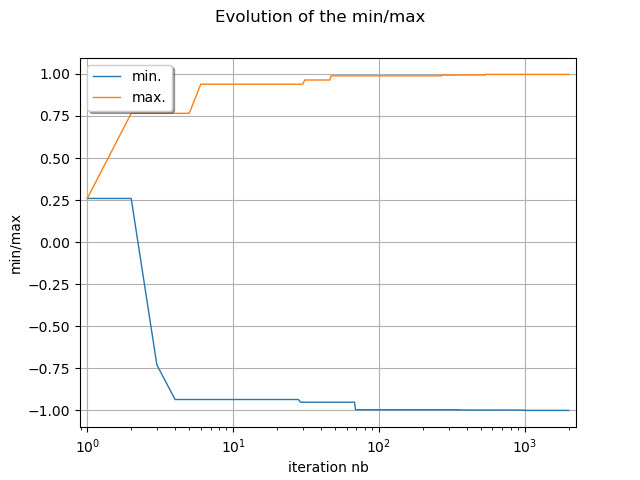 Evolution of the min/max
min.
max.
1.00
0.75
0.50
0.25
0.00
−0.25
−0.50
−0.75
−1.00
min/max
10⁰
10¹
10²
10³
iteration nb